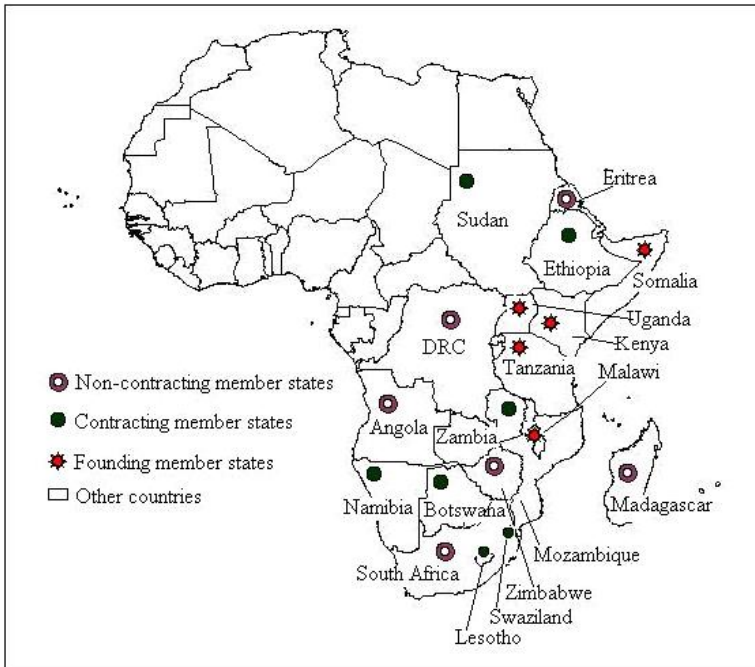 Eritrea
Sudan
Ethiopia
Somalia
Uganda
DRC
Kenya
Tanzania
Malawi
Non-contracting member states
Angola
Contracting member states
Zambia
Founding member states
Other countries
Namibia
Botswana
Madagascar
Mozambique
South Africa
Zimbabwe
Swaziland
Lesotho